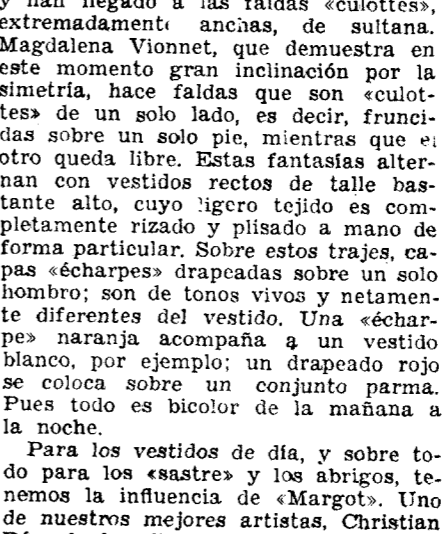 y han llegado a las faldas «culottes»,
extremadamente anchas, de sultana.
Magdalena Vionnet, que demuestra en
este momento gran inclinación por la
simetría, hace faldas que son «culot-
tes» de un solo lado, es decir, frunci-
das sobre un solo pie, mientras que el
otro queda libre. Estas fantasías alter-
nan con vestidos rectos de talle bas-
tante alto, cuyo ligero tejido es com-
pletamente rizado y plisado a mano de
forma particular. Sobre estos trajes, ca-
pas «écharpes» drapeadas sobre un solo
hombro; son de tonos vivos y netamen-
te diferentes del vestido. Una «échar-
pe» naranja acompaña a un vestido
blanco, por ejemplo; un drapeado rojo
se coloca sobre un conjunto parma.
Pues todo es bicolor de la mañana a
la noche.
Para los vestidos de día, y sobre to-
do para los «sastre» y los abrigos, te-
nemos la influencia de «Margot». Uno
de nuestros mejores artistas, Christian